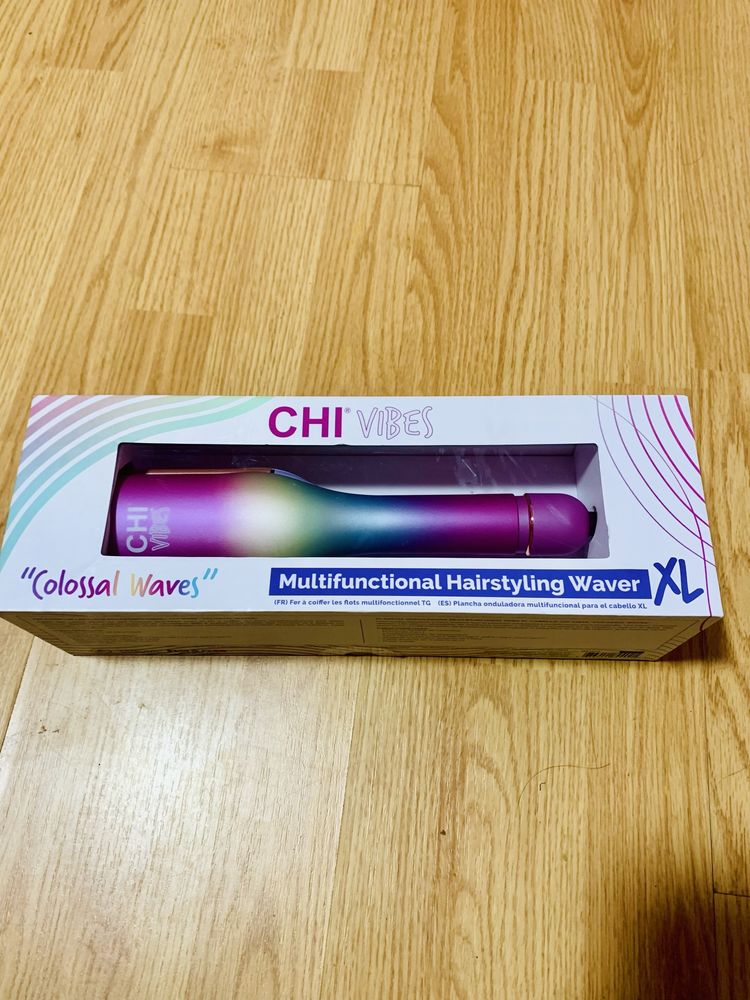 CHI® VIBES
CHI
VIBES
"Colossal Waves"
Multifunctional Hairstyling Waver XL
(FR) Fer à coiffer les flots multifonctionnel TG (ES) Plancha onduladora multifuncional para el cabello XL